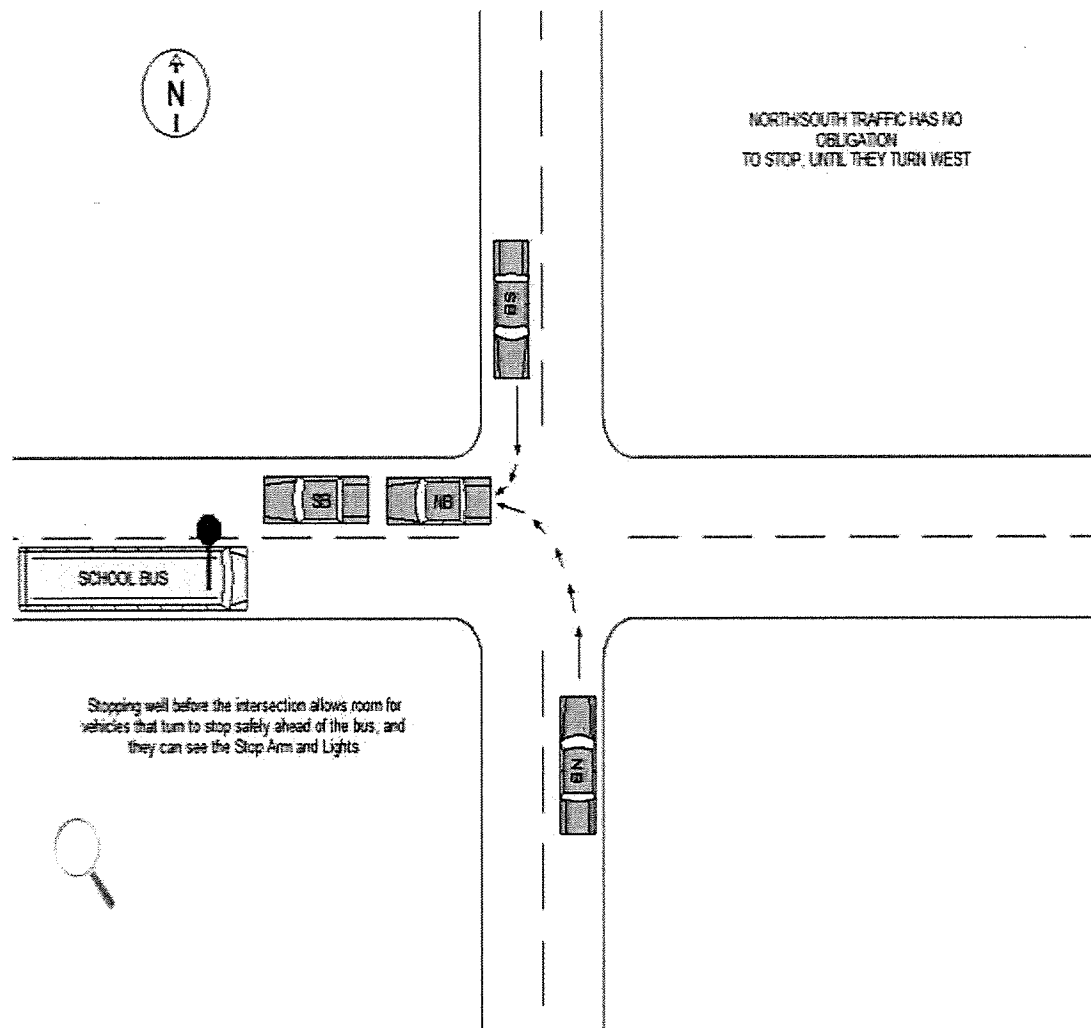 N
NORTH/SOUTH TRAFFIC HAS NO
OBLIGATION
TO STOP, UNTIL THEY TURN WEST
SB
SB
NB
SCHOOL BUS
Stopping well before the intersection allows room for
vehicles that turn to stop safely ahead of the bus, and
they can see the Stop Arm and Lights
NB